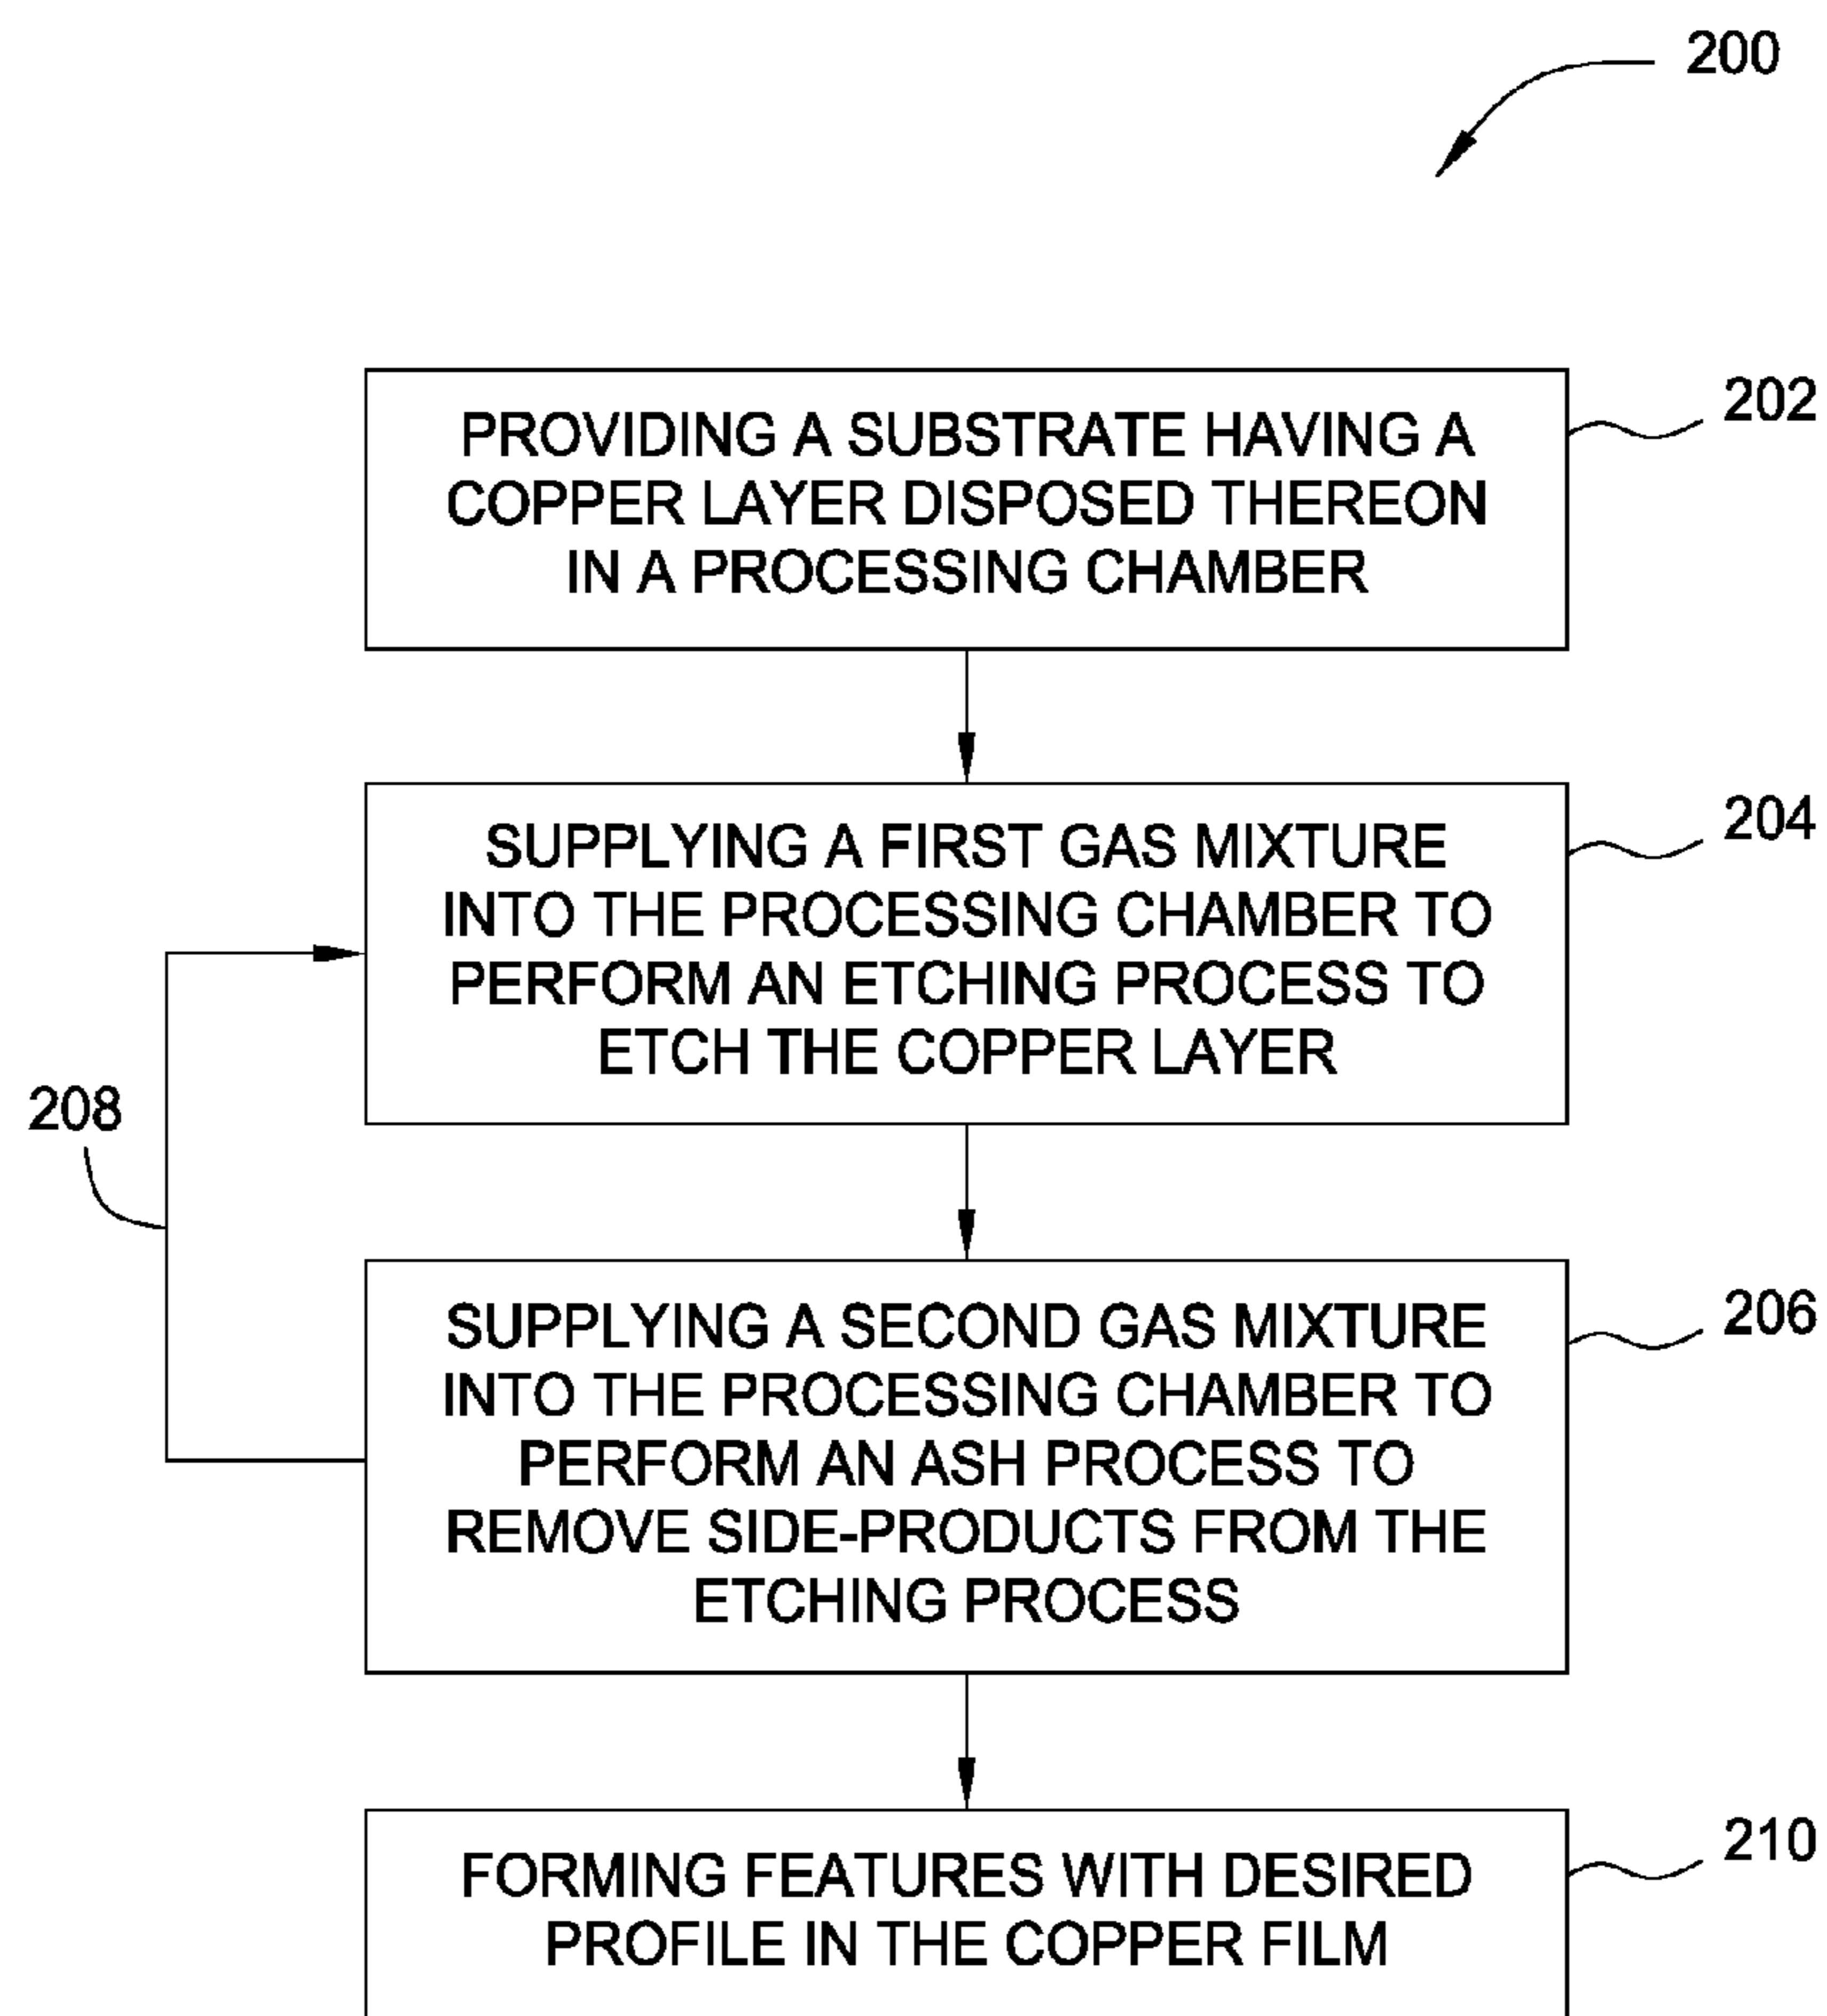 200
PROVIDING A SUBSTRATE HAVING A
COPPER LAYER DISPOSED THEREON
IN A PROCESSING CHAMBER
202
SUPPLYING A FIRST GAS MIXTURE
INTO THE PROCESSING CHAMBER TO
PERFORM AN ETCHING PROCESS TO
ETCH THE COPPER LAYER
204
208
SUPPLYING A SECOND GAS MIXTURE
INTO THE PROCESSING CHAMBER TO
PERFORM AN ASH PROCESS TO
REMOVE SIDE-PRODUCTS FROM THE
ETCHING PROCESS
206
FORMING FEATURES WITH DESIRED
PROFILE IN THE COPPER FILM
210